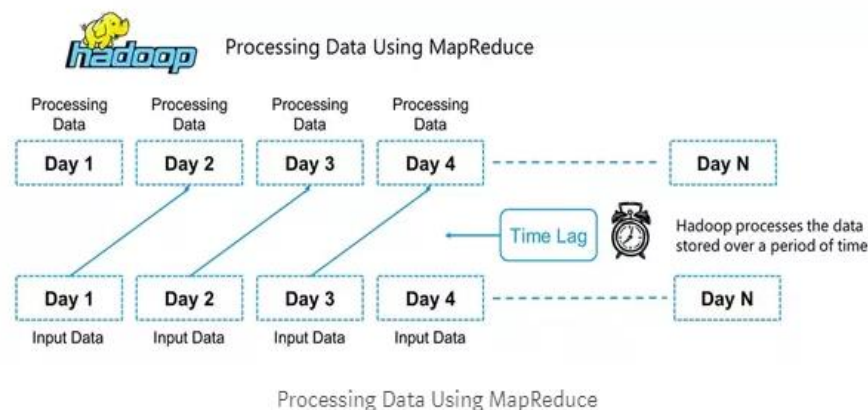 hadoop
Processing Data Using MapReduce
Processing Data
Processing Data
Processing Data
Processing Data
Day 1
Day 2
Day 3
Day 4
Day N
Time Lag
Hadoop processes the data
stored over a period of time
Day 1
Day 2
Day 3
Day 4
Day N
Input Data
Input Data
Input Data
Input Data
Processing Data Using MapReduce